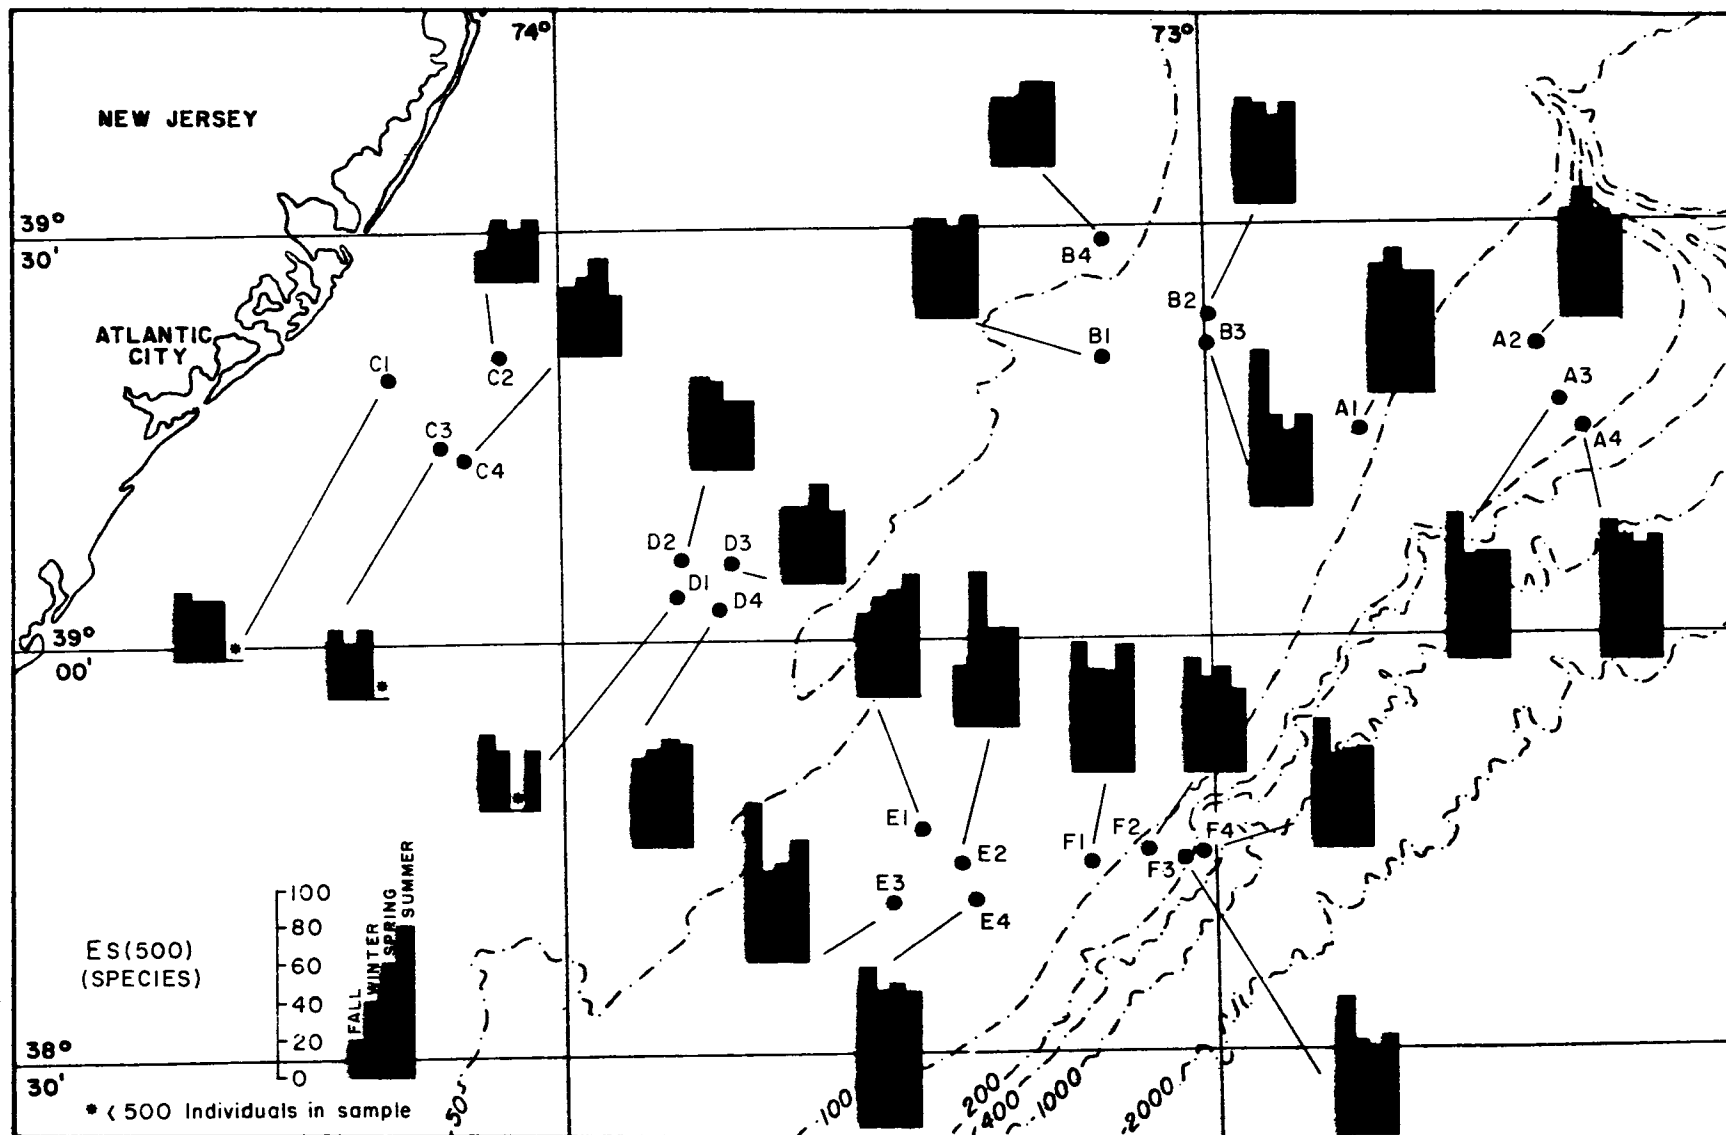 74°
73°
NEW JERSEY
39°
30'
B4
B2
B3
B1
ATLANTIC
CITY
C1
C2
A2
A3
A1
C3
C4
A4
D2
D3
D1
D4
39°
00'
*
*
*
E1
E2
F1
F2
F4
F3
E3
E4
ES(500)
(SPECIES)
100
80
60
40
20
0
FALL
WINTER
SPRING
SUMMER
38°
30'
50
100
200
400
1000
2000
* < 500 Individuals in sample